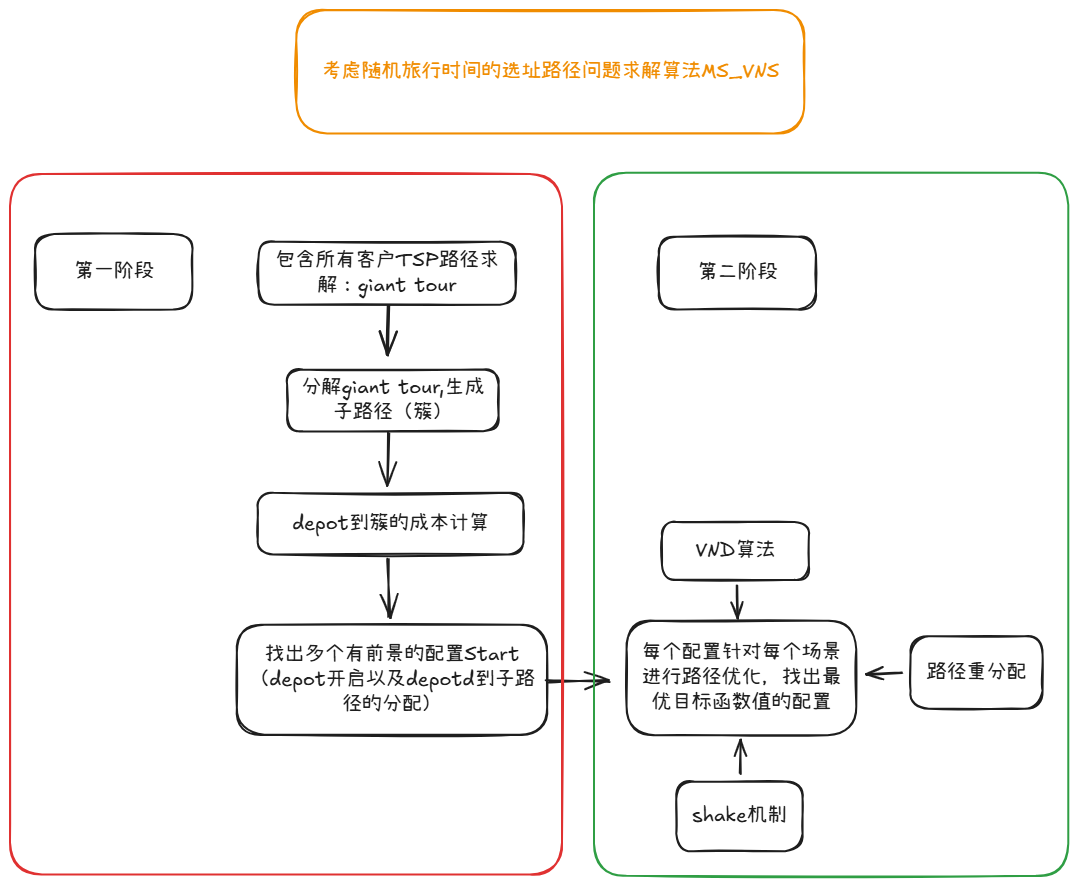 考虑随机旅行时间的选址路径问题求解算法MS_VNS
第一阶段
包含所有客户TSP路径求
解：giant tour
分解giant tour,生成
子路径（簇）
depot到簇的成本计算
找出多个有前景的配置Start
（depot开启以及depotd到子路
径的分配）
第二阶段
VND算法
每个配置针对每个场景
进行路径优化，找出最
优目标函数值的配置
路径重分配
shake机制